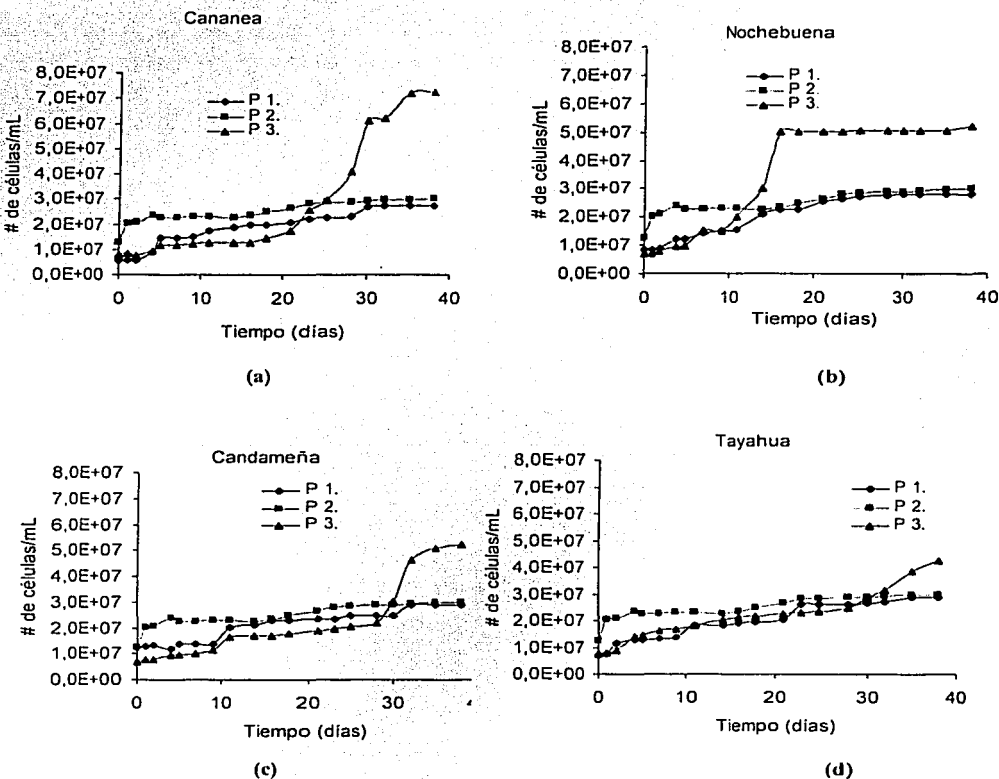 Cananea
8,0E+07
7,0E+07
6,0E+07
5,0E+07
4,0E+07
3,0E+07
2,0E+07
1,0E+07
0,0E+00
# de células/mL
P 1.
P 2.
P 3.
0 10 20 30 40
Tiempo (días)
(a)
Nochebuena
8,0E+07
7,0E+07
6,0E+07
5,0E+07
4,0E+07
3,0E+07
2,0E+07
1,0E+07
0,0E+00
# de células/mL
P 1.
P 2.
P 3.
0 10 20 30 40
Tiempo (días)
(b)
Candameña
8,0E+07
7,0E+07
6,0E+07
5,0E+07
4,0E+07
3,0E+07
2,0E+07
1,0E+07
0,0E+07
# de células/mL
P 1.
P 2.
P 3.
0 10 20 30
Tiempo (días)
(c)
Tayahua
8,0E+07
7,0E+07
6,0E+07
5,0E+07
4,0E+07
3,0E+07
2,0E+07
1,0E+07
0,0E+07
# de células/mL
P 1.
P 2.
P 3.
0 10 20 30 40
Tiempo (días)
(d)